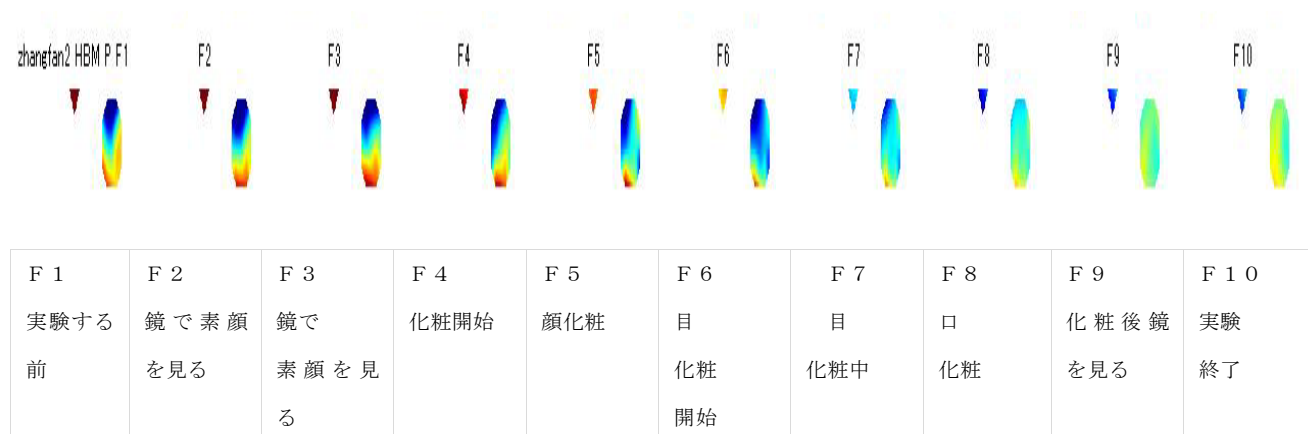 zhangfan2 HBM P F1 F2 F3 F4 F5 F6 F7 F8 F9 F10
Ｆ１
実験する
前
Ｆ２
鏡で素顔
を見る
Ｆ３
鏡で
素顔を見
る
Ｆ４
化粧開始
Ｆ５
顔化粧
Ｆ６
目
化粧
開始
Ｆ７
目
化粧中
Ｆ８
口
化粧
Ｆ９
化粧後鏡
を見る
Ｆ１０
実験
終了